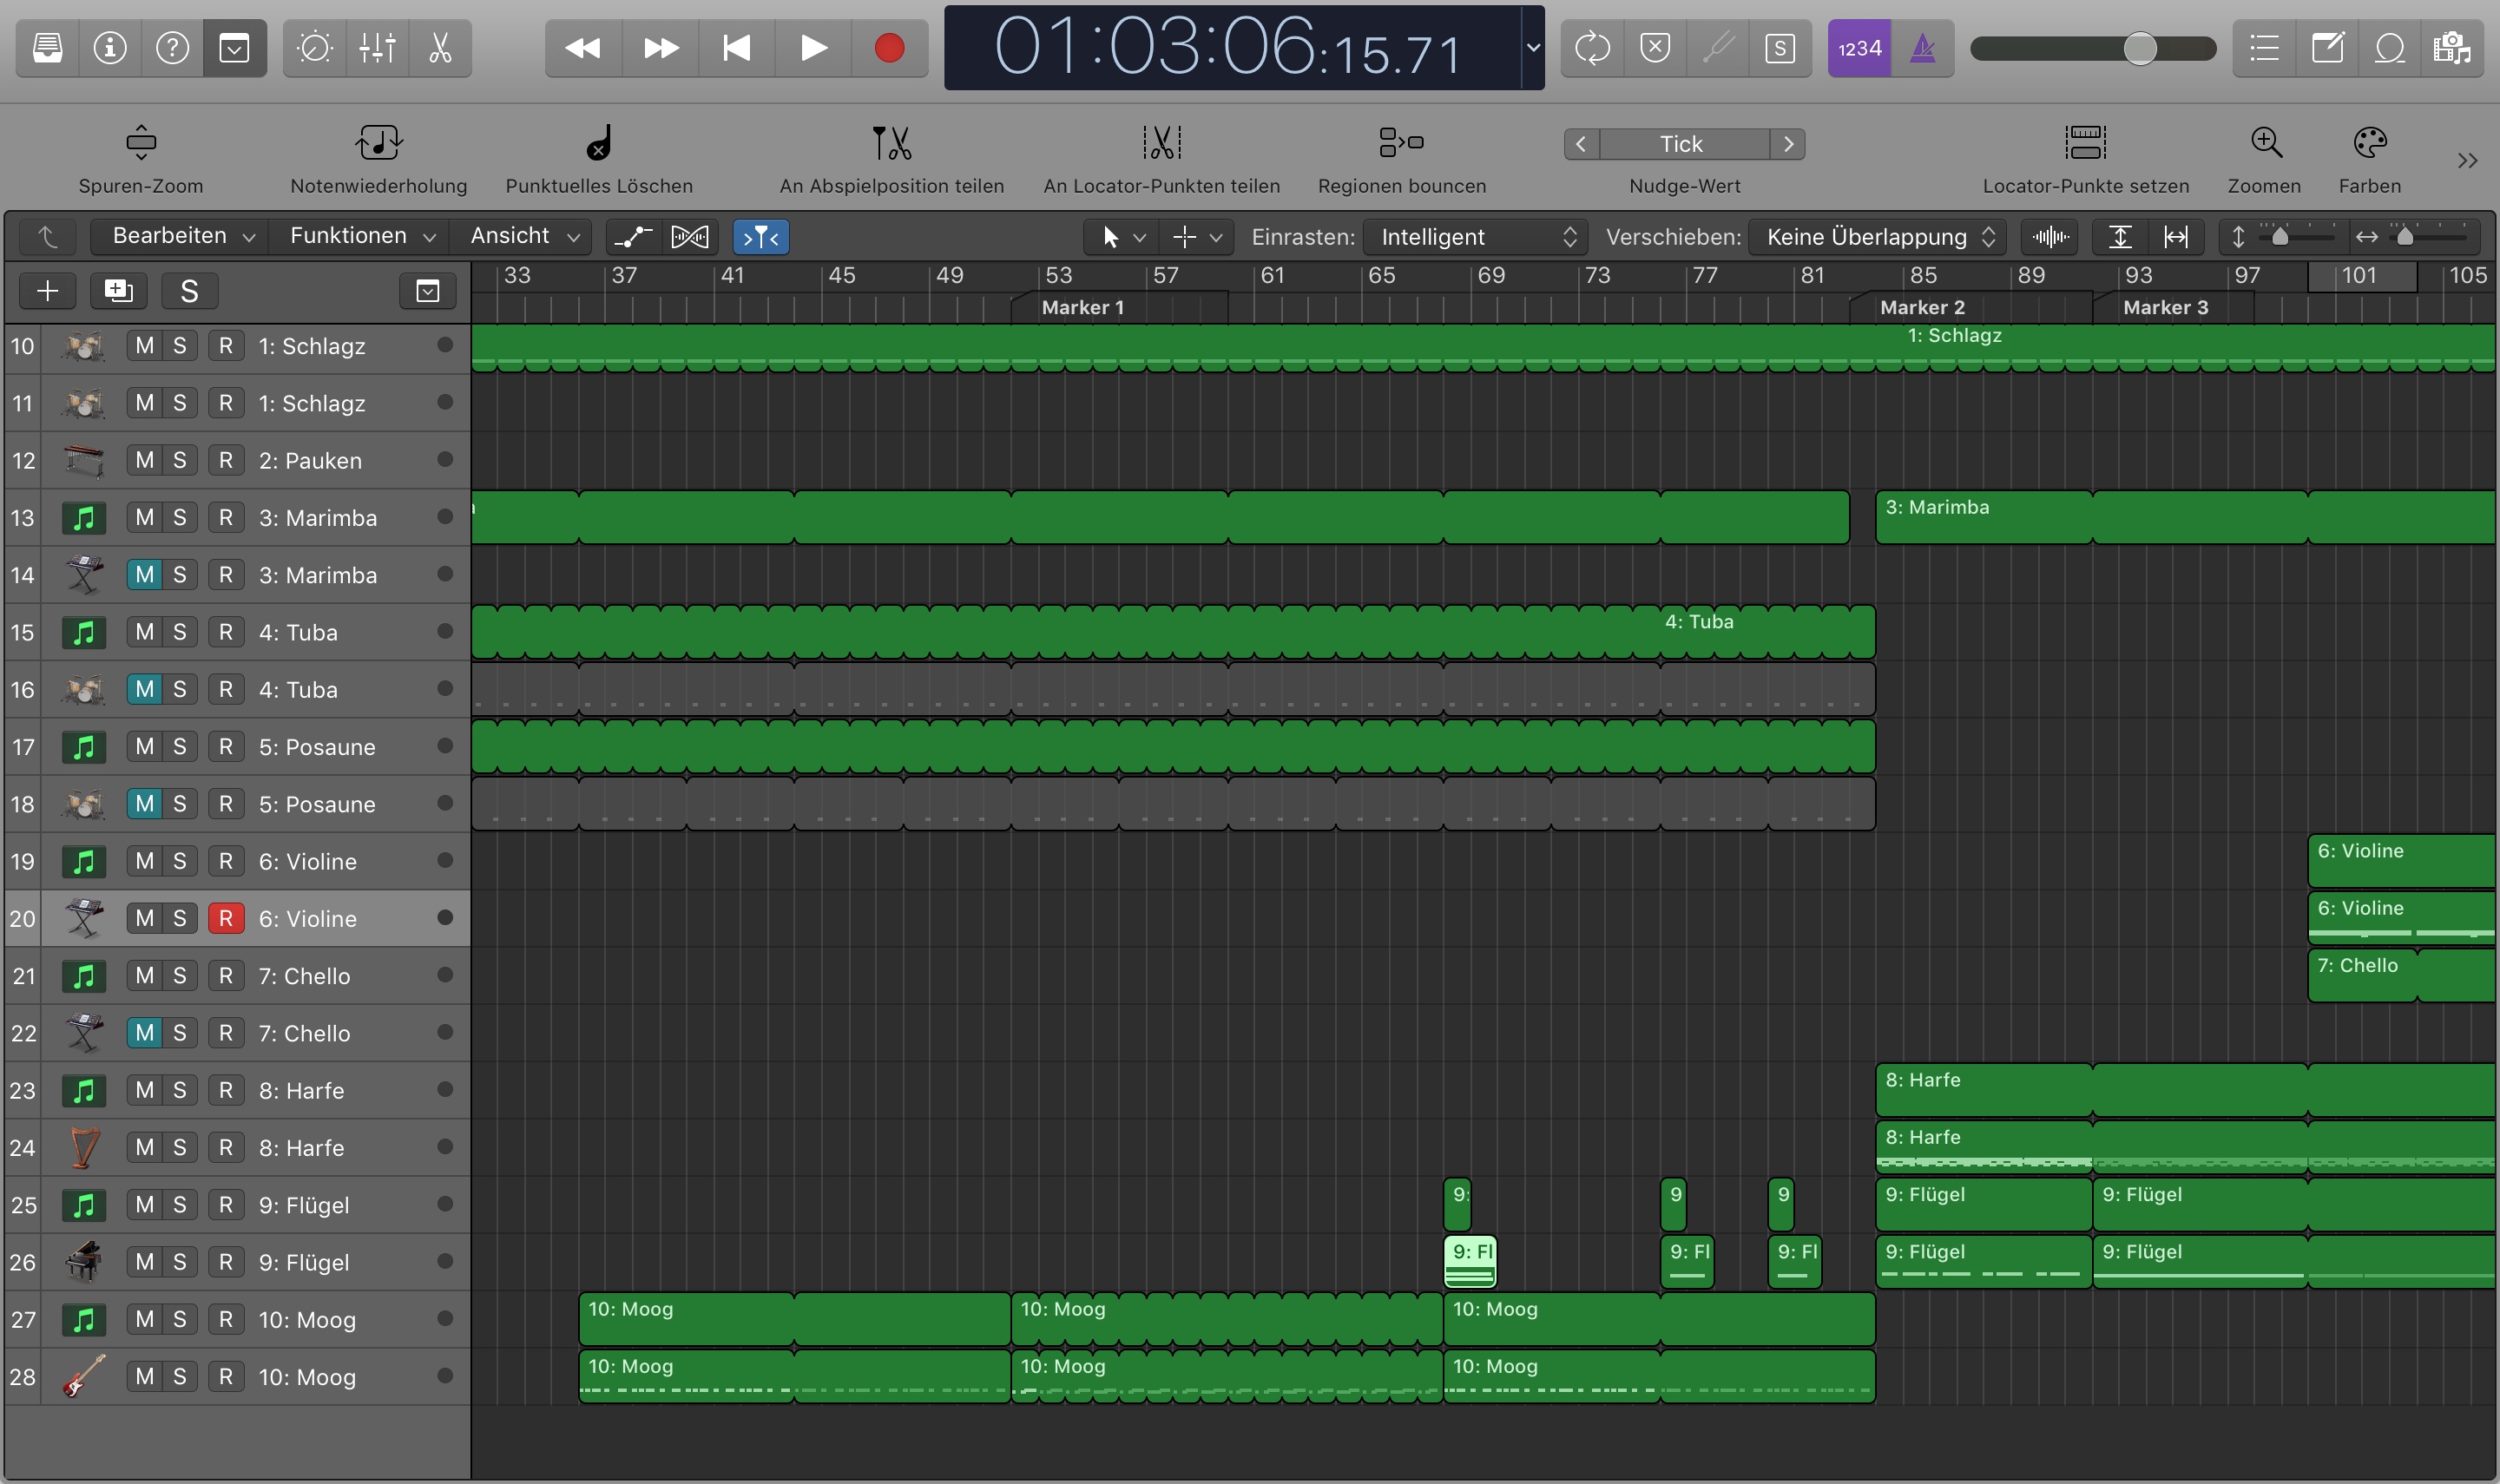 01:03:06:15.71
S
1234
Spuren-Zoom
Notenwiederholung
Punktuelles Löschen
An Abspielposition teilen
An Locator-Punkten teilen
Regionen bouncen
Tick
Nudge-Wert
Locator-Punkte setzen
Zoomen
Farben
Bearbeiten
Funktionen
Ansicht
Einrasten: Intelligent
Verschieben: Keine Überlappung
S
33 37 41 45 49 53 57 61 65 69 73 77 81 85 89 93 97 101 105
Marker 1 Marker 2 Marker 3
10 M S R 1: Schlagz 1: Schlagz
11 M S R 1: Schlagz
12 M S R 2: Pauken
13 M S R 3: Marimba 3: Marimba
14 M S R 3: Marimba
15 M S R 4: Tuba 4: Tuba
16 M S R 4: Tuba
17 M S R 5: Posaune
18 M S R 5: Posaune
19 M S R 6: Violine 6: Violine
20 M S R 6: Violine 6: Violine
21 M S R 7: Chello 7: Chello
22 M S R 7: Chello
23 M S R 8: Harfe 8: Harfe
24 M S R 8: Harfe 8: Harfe
25 M S R 9: Flügel 9: 9 9 9: Flügel 9: Flügel
26 M S R 9: Flügel 9: Fl 9: Fl 9: Fl 9: Flügel 9: Flügel
27 M S R 10: Moog 10: Moog 10: Moog 10: Moog
28 M S R 10: Moog 10: Moog 10: Moog 10: Moog